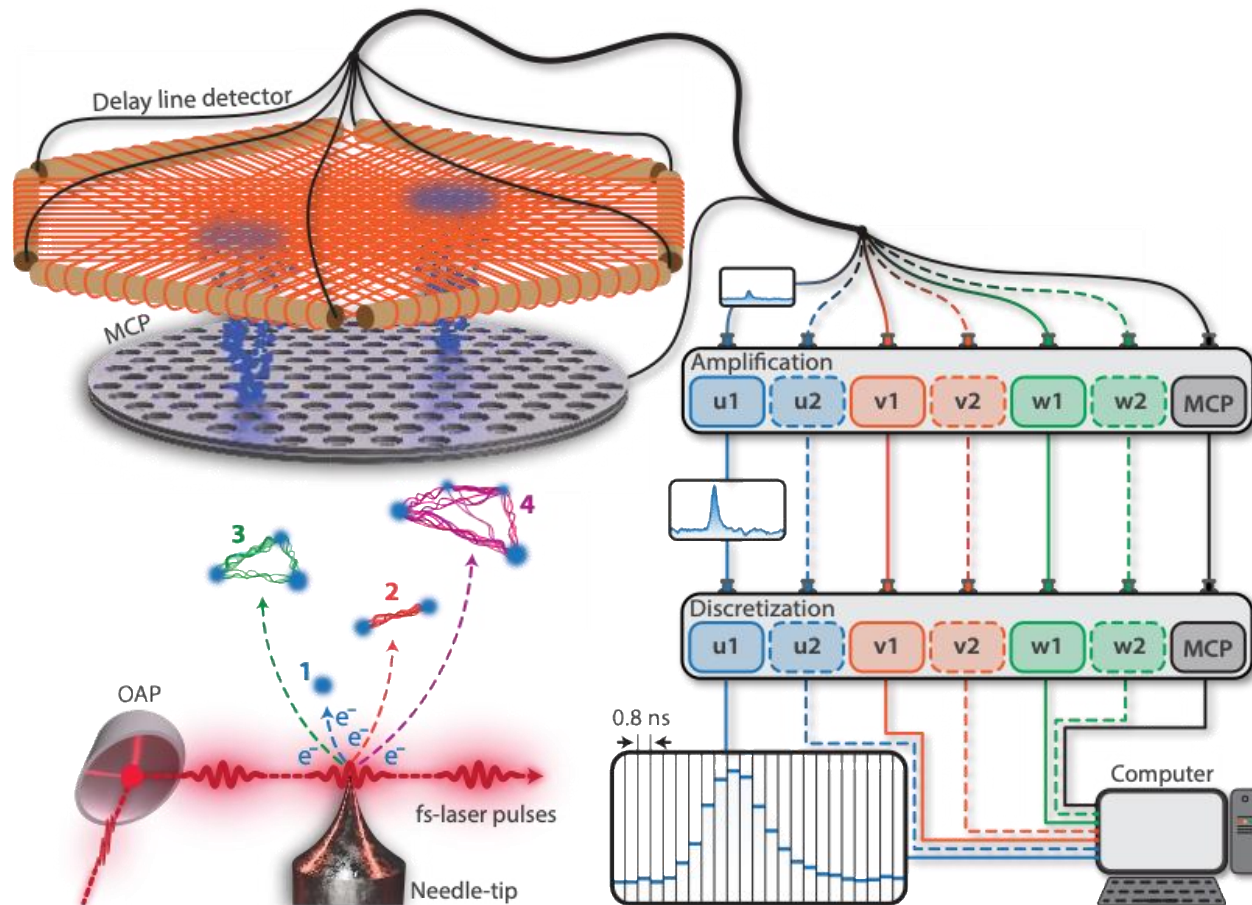 Delay line detector
MCP
Amplification
u1 u2 v1 v2 w1 w2 MCP
4
3
2
1
Discretization
u1 u2 v1 v2 w1 w2 MCP
OAP
e⁻
e⁻
e⁻
e⁻
0.8 ns
fs-laser pulses
Computer
Needle-tip